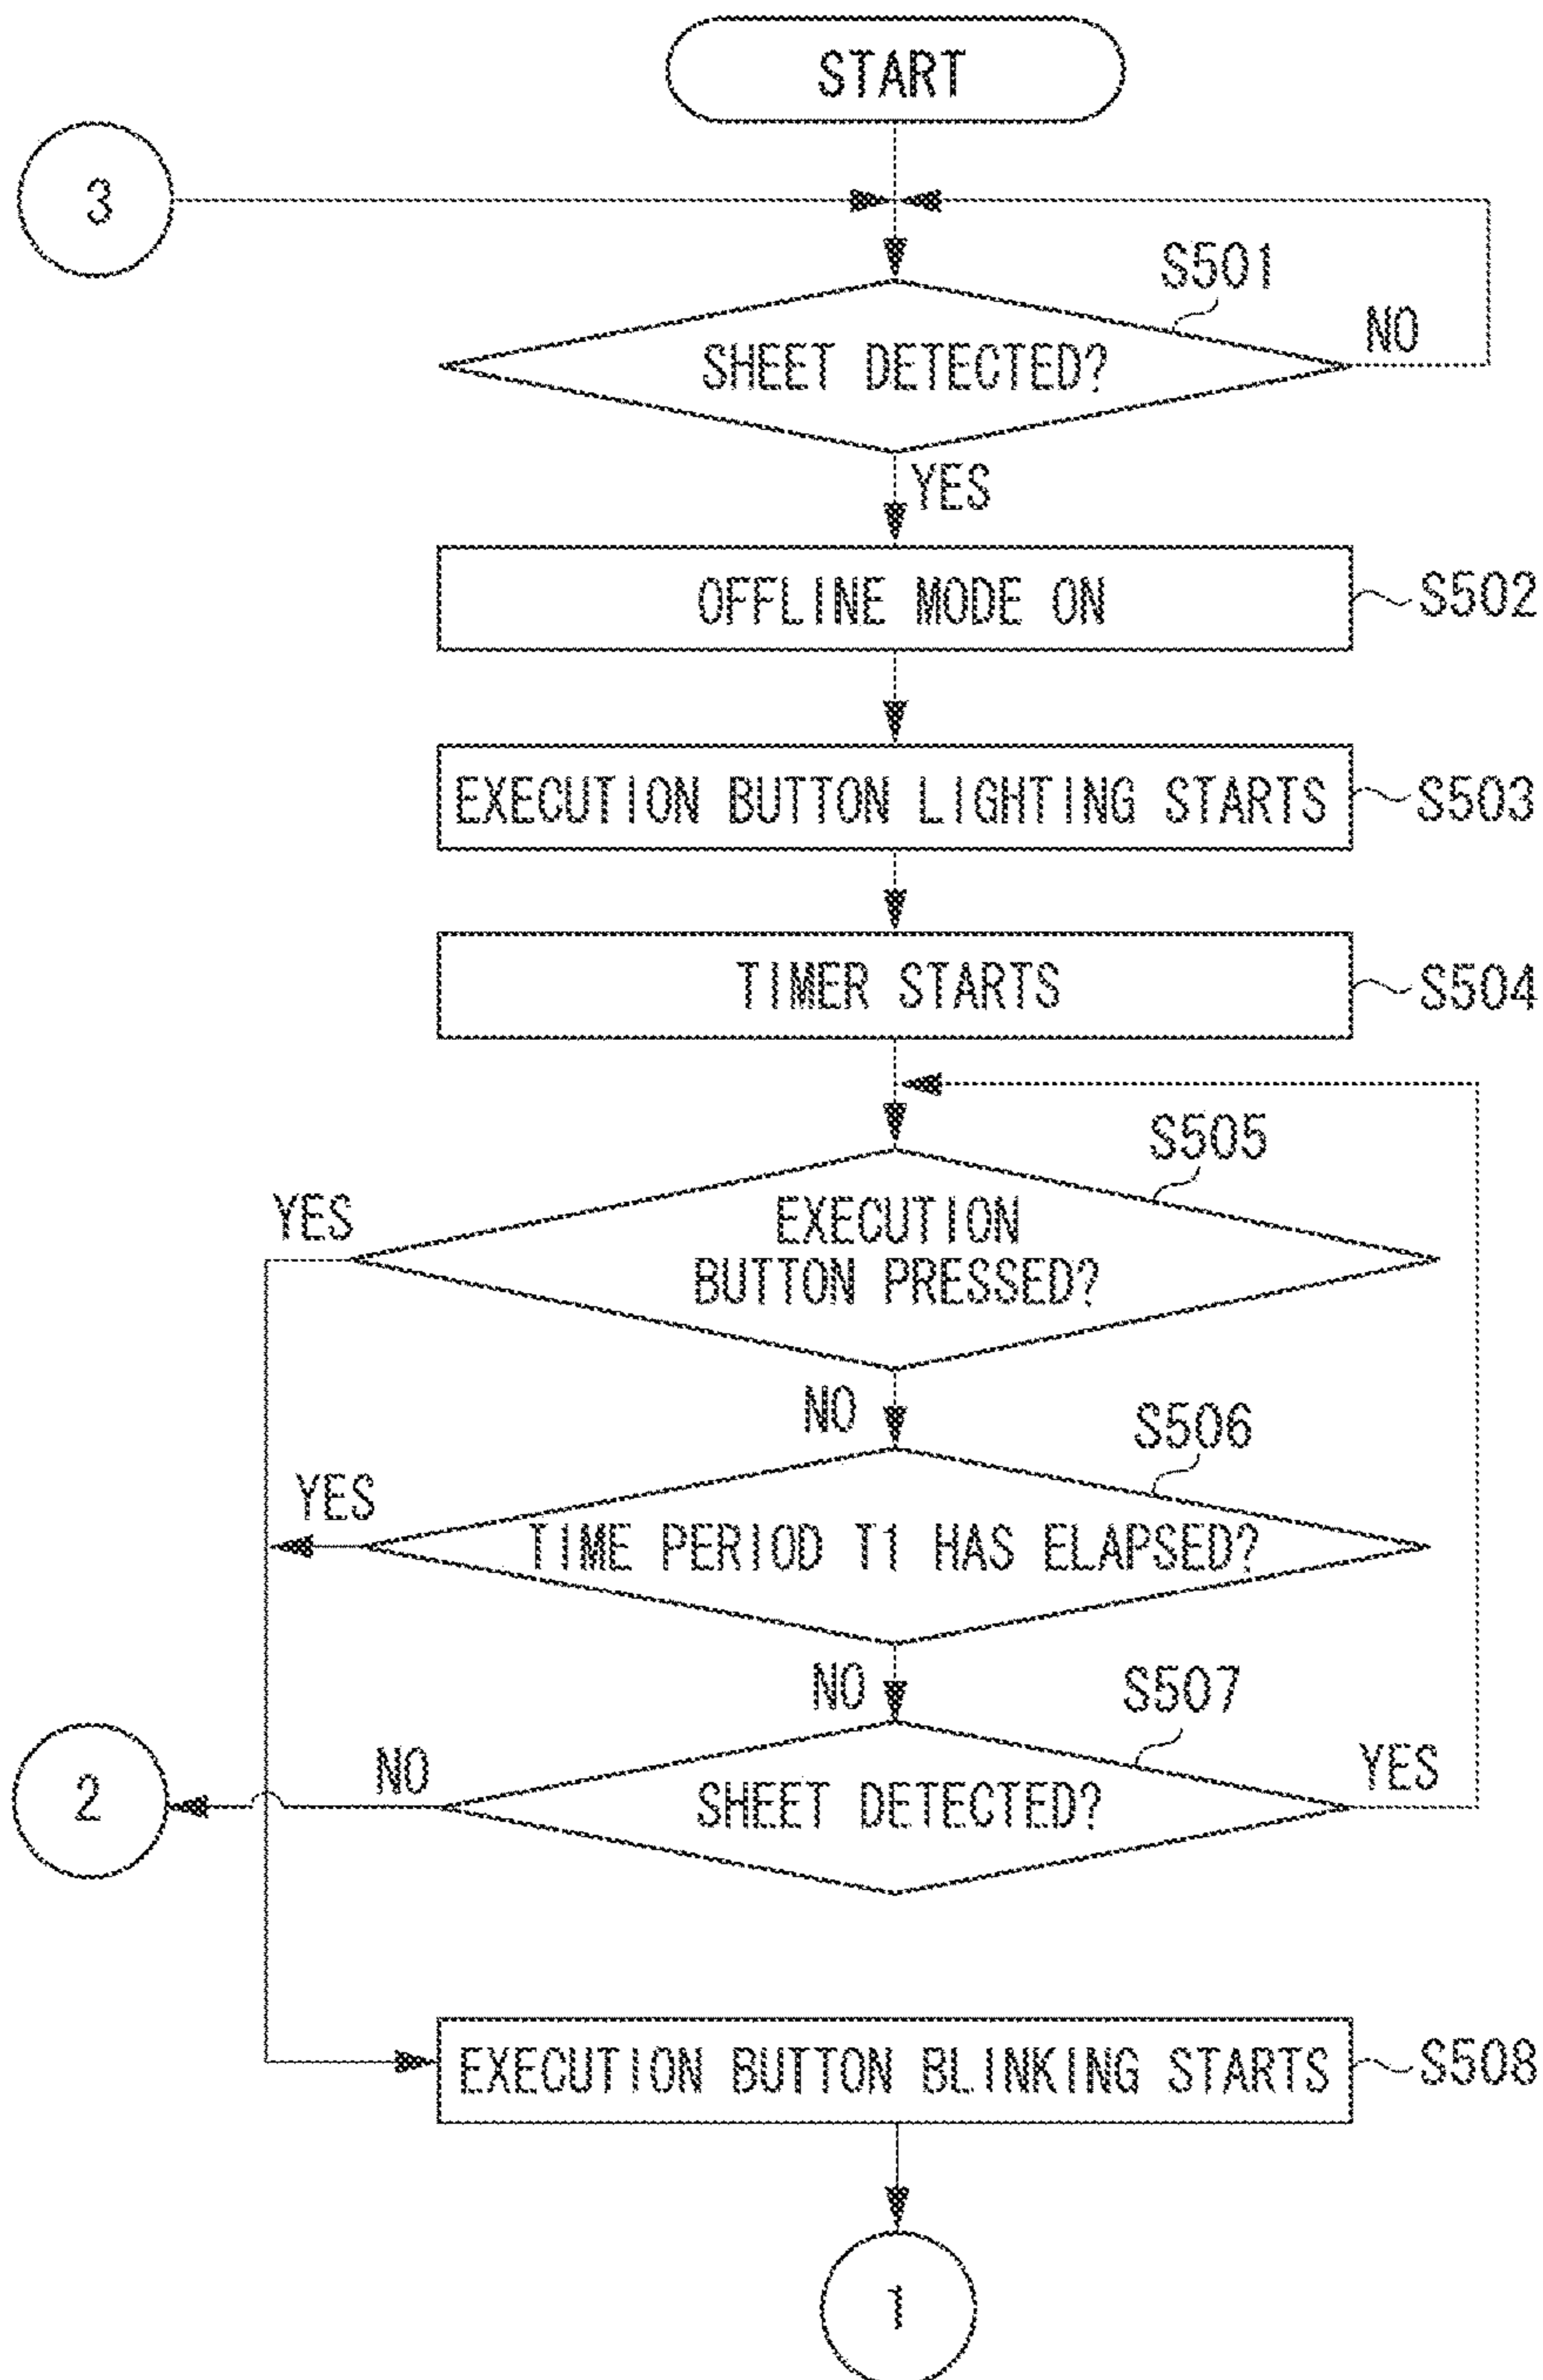 START
3
S501
SHEET DETECTED?
NO
YES
OFFLINE MODE ON
S502
EXECUTION BUTTON LIGHTING STARTS
S503
TIMER STARTS
S504
S505
YES
EXECUTION
BUTTON PRESSED?
NO
S506
YES
TIME PERIOD T1 HAS ELAPSED?
NO
S507
2
NO
SHEET DETECTED?
YES
EXECUTION BUTTON BLINKING STARTS
S508
1